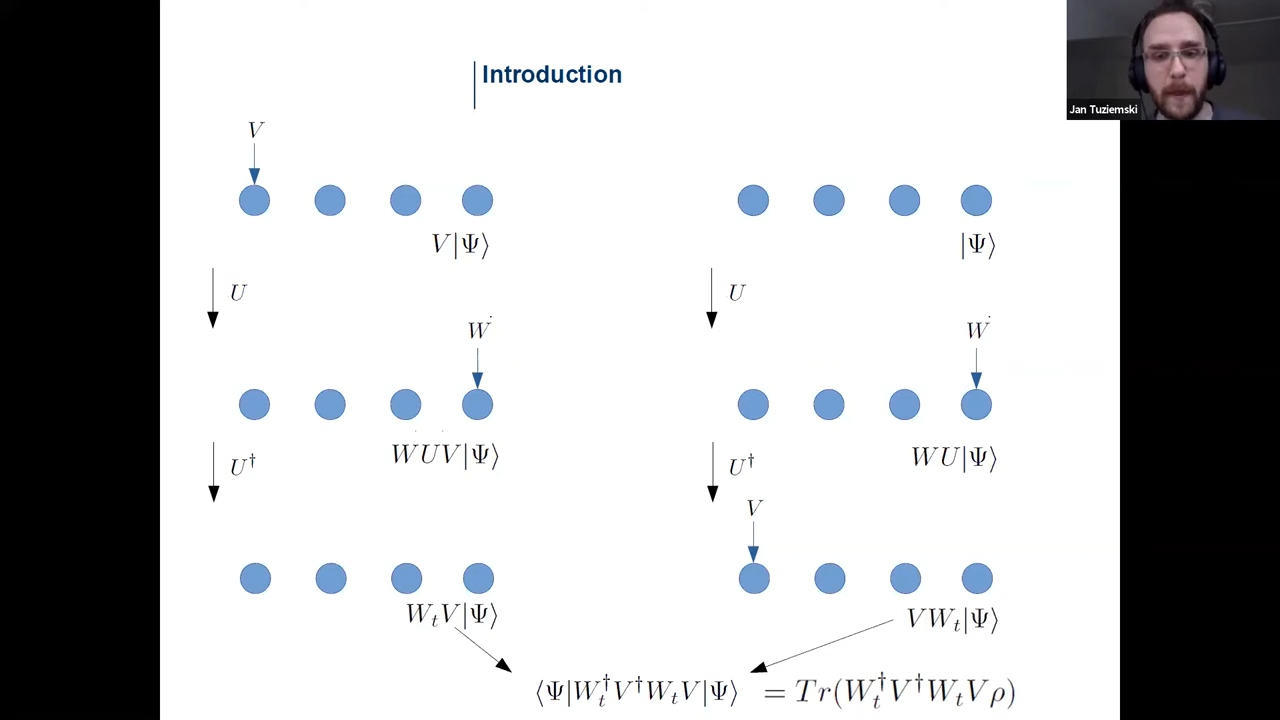 Introduction
Jan Tuziemski
V
V|Ψ⟩
|Ψ⟩
U
U
W
W
WUV|Ψ⟩
WU|Ψ⟩
U†
U†
V
W_tV|Ψ⟩
VW_t|Ψ⟩
⟨Ψ|W_t†V†W_tV|Ψ⟩ = Tr(W_t†V†W_tVρ)